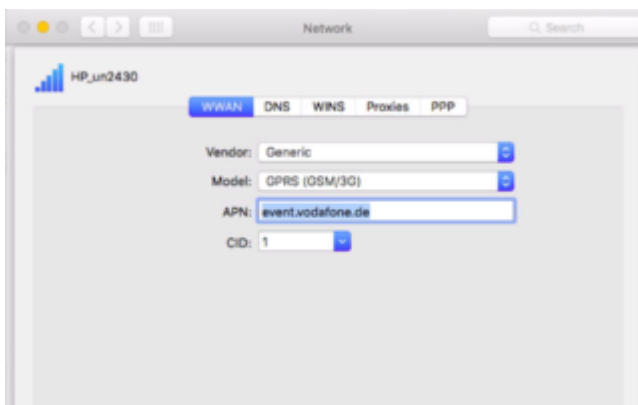 Network
Search
HP_un2430
WWAN DNS WINS Proxies PPP
Vendor: Generic
Model: GPRS (GSM/3G)
APN: event.vodafone.de
CID: 1